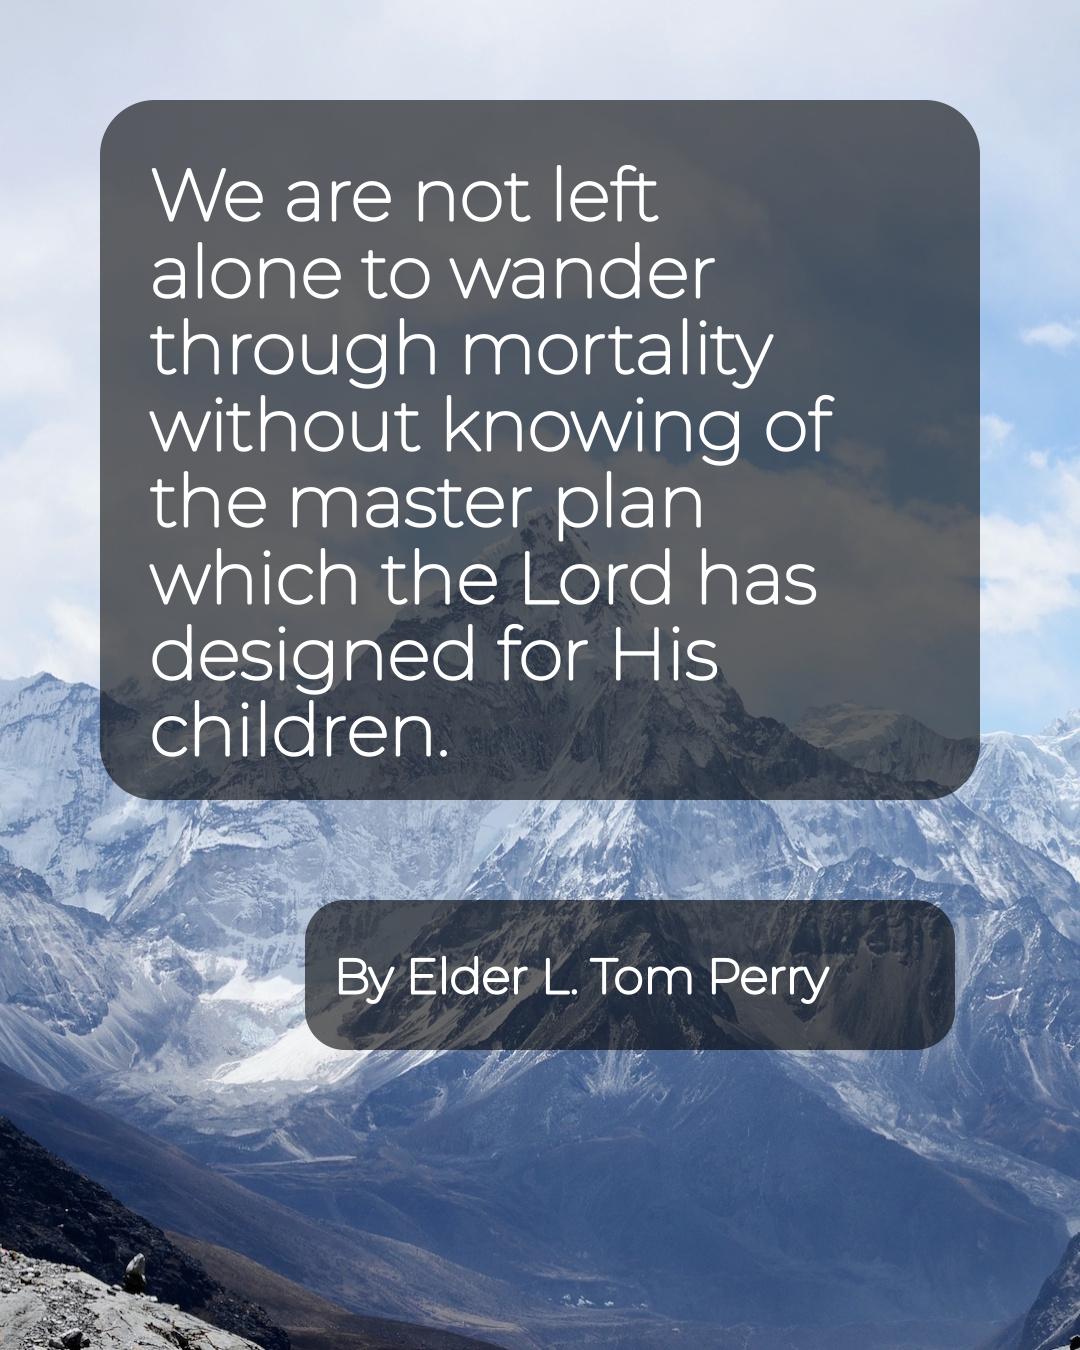 We are not left
alone to wander
through mortality
without knowing of
the master plan
which the Lord has
designed for His
children.
By Elder L. Tom Perry